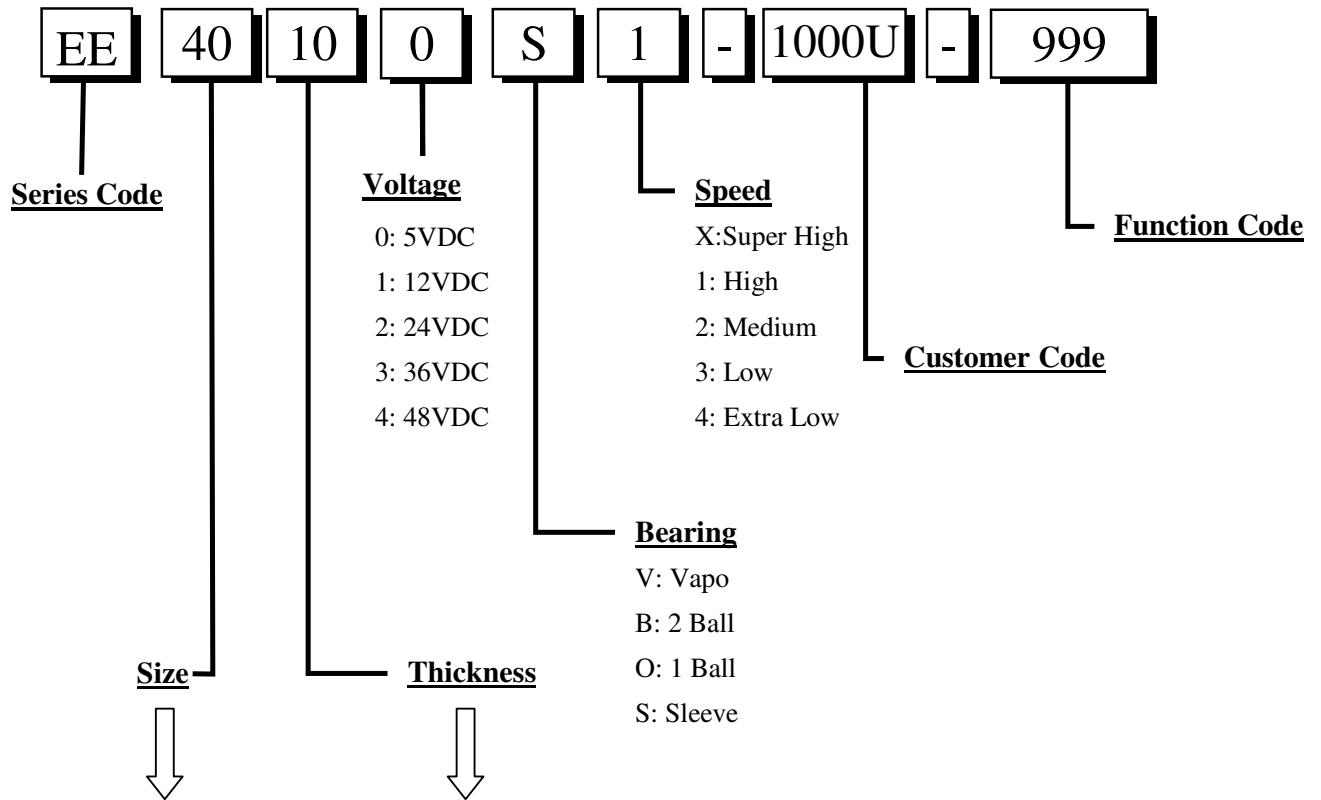 EE 40 10 0 S 1 - 1000U - 999
Series Code
Voltage
0: 5VDC
1: 12VDC
2: 24VDC
3: 36VDC
4: 48VDC
Speed
X:Super High
1: High
2: Medium
3: Low
4: Extra Low
Function Code
Customer Code
Bearing
V: Vapo
B: 2 Ball
O: 1 Ball
S: Sleeve
Size
Thickness